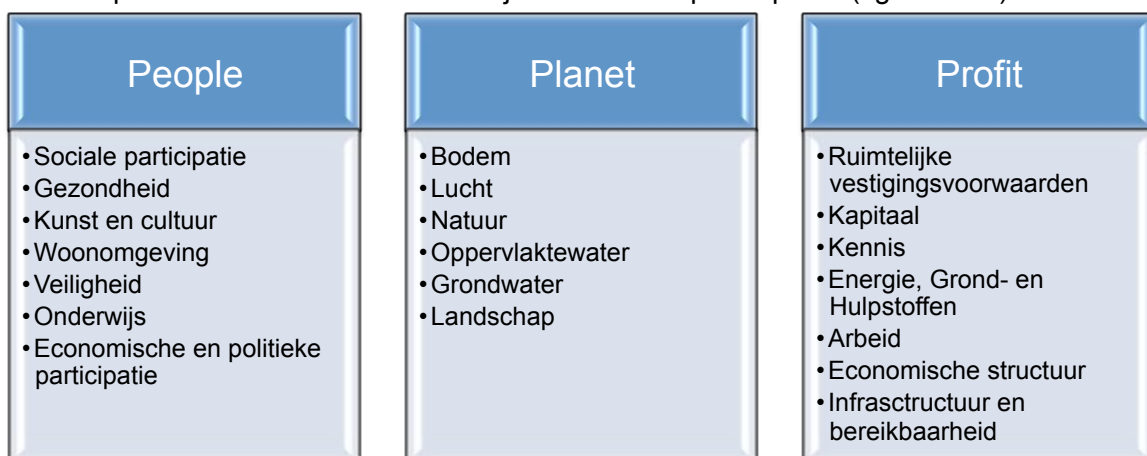 People
•Sociale participatie
•Gezondheid
•Kunst en cultuur
•Woonomgeving
•Veiligheid
•Onderwijs
•Economische en politieke
participatie
Planet
•Bodem
•Lucht
•Natuur
•Oppervlaktewater
•Grondwater
•Landschap
Profit
•Ruimtelijke
vestigingsvoorwaarden
•Kapitaal
•Kennis
•Energie, Grond- en
Hulpstoffen
•Arbeid
•Economische structuur
•Infrasctructuur en
bereikbaarheid